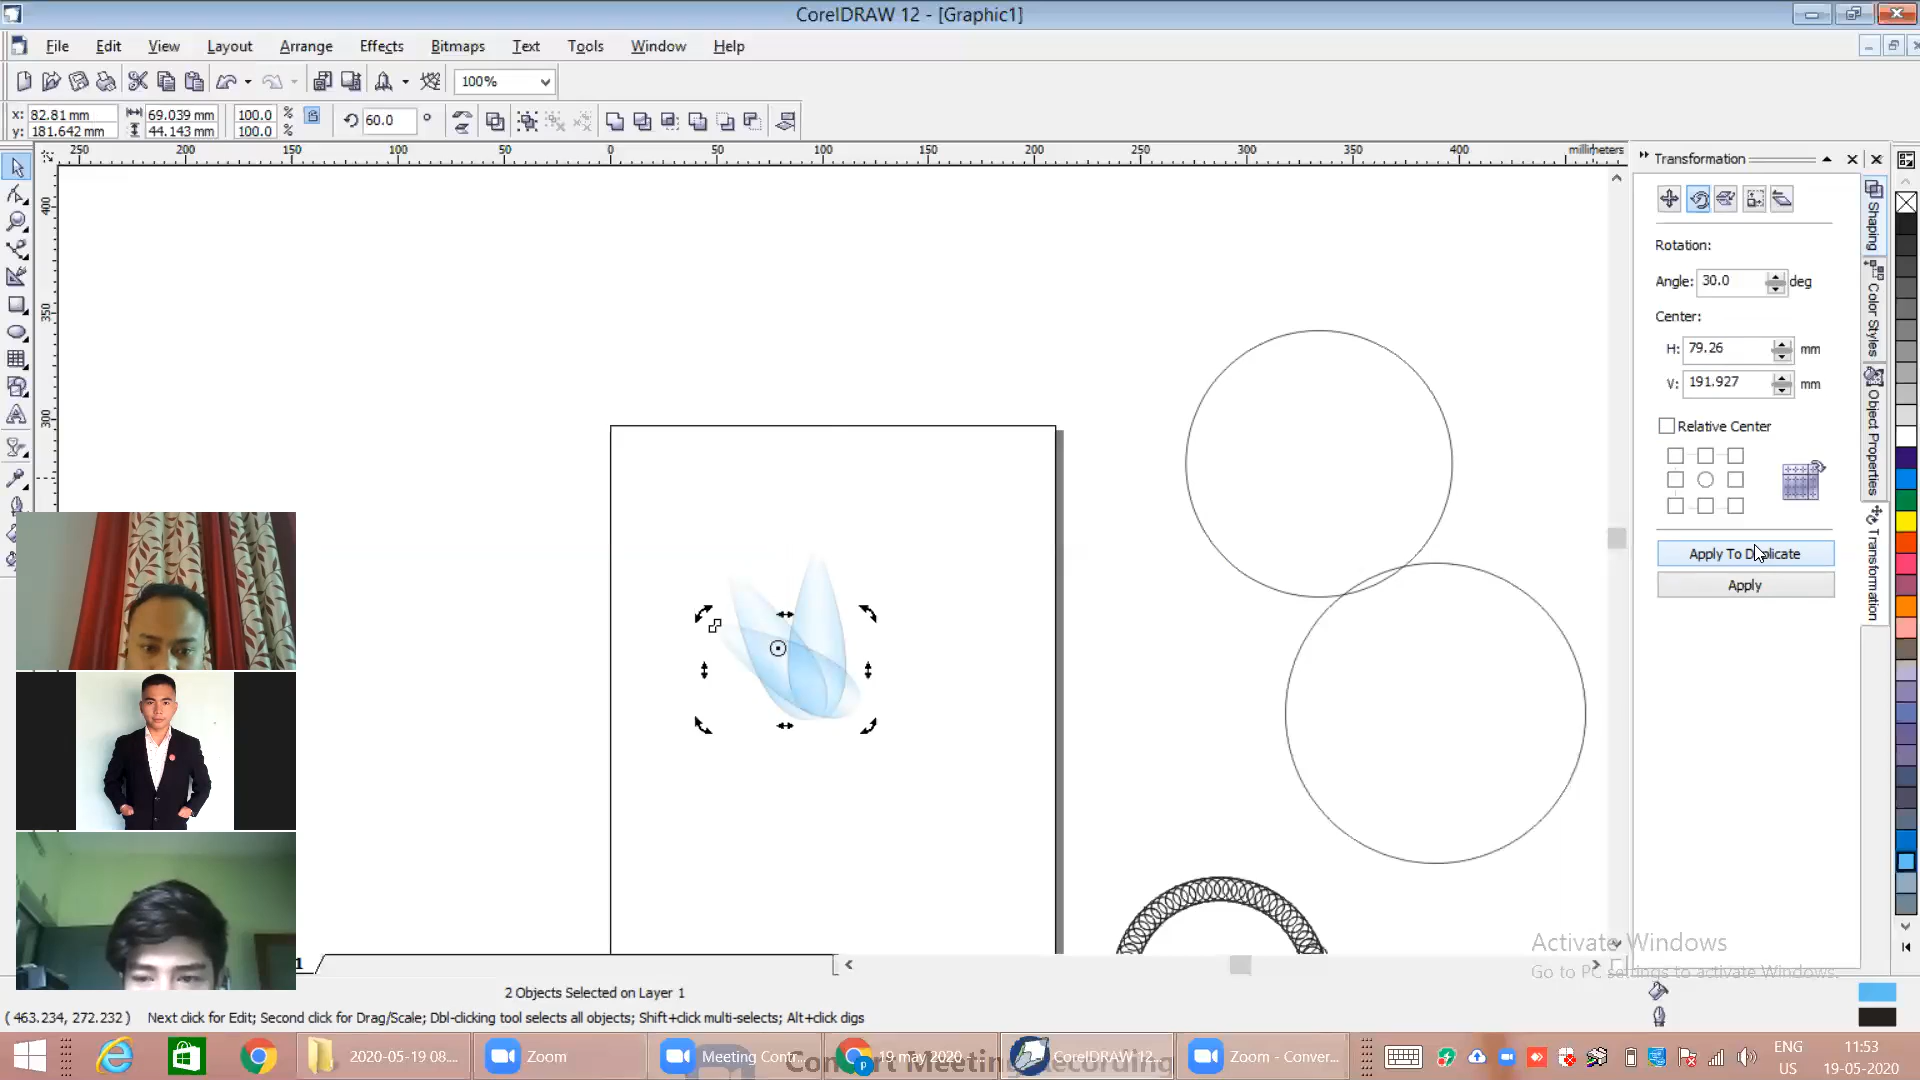 CorelDRAW 12 - [Graphic1]
File Edit View Layout Arrange Effects Bitmaps Text Tools Window Help
100%
x: 82.81 mm 69.039 mm 100.0 % 60.0 °
y: 181.642 mm 44.143 mm 100.0 %
250 200 150 100 50 0 50 100 150 200 250 300 350 400 millimeters
400
350
300
Transformation
Rotation:
Angle: 30.0 deg
Center:
H: 79.26 mm
V: 191.927 mm
Relative Center
Apply To Duplicate
Apply
Shaping
Color Styles
Object Properties
Transformation
Activate Windows
Go to PC settings to activate Windows.
1
2 Objects Selected on Layer 1
( 463.234, 272.232 ) Next click for Edit; Second click for Drag/Scale; Dbl-clicking tool selects all objects; Shift+click multi-selects; Alt+click digs
2020-05-19 08... Zoom Meeting Contr... 19 may 2020 - ... CorelDRAW 12... Zoom - Conver...
Convert Meeting Recording
ENG
US
11:53
19-05-2020